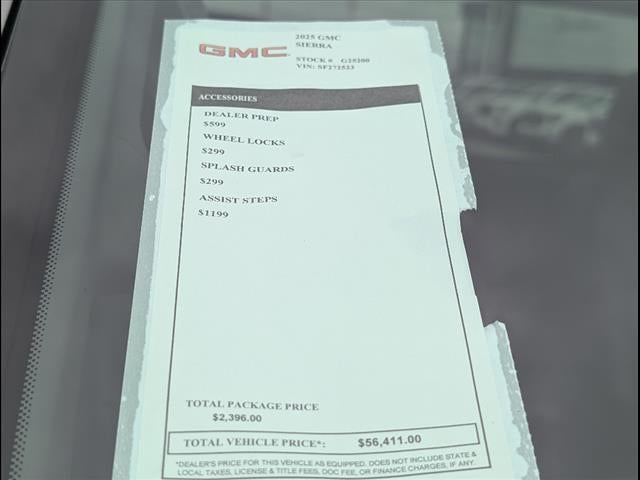 GMC
2025 GMC
SIERRA
STOCK # G25200
VIN: SF272523
ACCESSORIES
DEALER PREP
$599
WHEEL LOCKS
$299
SPLASH GUARDS
$299
ASSIST STEPS
$1199
TOTAL PACKAGE PRICE
$2,396.00
TOTAL VEHICLE PRICE*: $56,411.00
*DEALER'S PRICE FOR THIS VEHICLE AS EQUIPPED. DOES NOT INCLUDE STATE &
LOCAL TAXES, LICENSE & TITLE FEES, DOC FEE, OR FINANCE CHARGES, IF ANY.